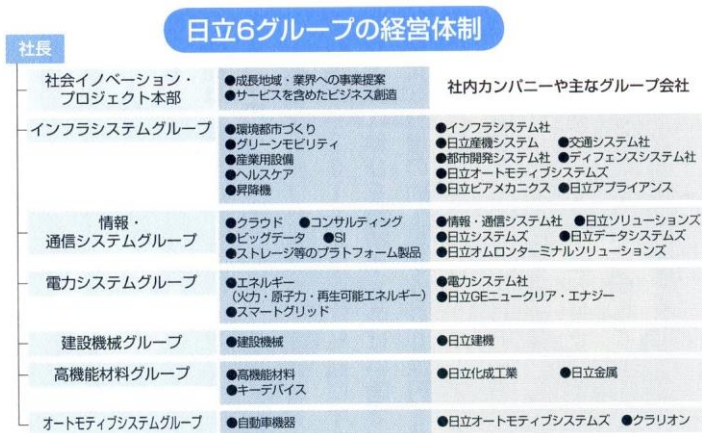 日立6グループの経営体制
社長
社会イノベーション・
プロジェクト本部
●成長地域・業界への事業提案
●サービスを含めたビジネス創造
社内カンパニーや主なグループ会社
インフラシステムグループ
●環境都市づくり
●グリーンモビリティ
●産業用設備
●ヘルスケア
●昇降機
●インフラシステム社
●日立産機システム ●交通システム社
●都市開発システム社 ●ディフェンスシステム社
●日立オートモティブシステムズ
●日立ビアメカニクス ●日立アプライアンス
情報・
通信システムグループ
●クラウド ●コンサルティング
●ビッグデータ ●SI
●ストレージ等のプラットフォーム製品
●情報・通信システム社 ●日立ソリューションズ
●日立システムズ ●日立データシステムズ
●日立オムロンターミナルソリューションズ
電力システムグループ
●エネルギー
(火力・原子力・再生可能エネルギー)
●スマートグリッド
●電力システム社
●日立GEニュークリア・エナジー
建設機械グループ
●建設機械
●日立建機
高機能材料グループ
●高機能材料
●キーデバイス
●日立化成工業 ●日立金属
オートモティブシステムグループ
●自動車機器
●日立オートモティブシステムズ ●クラリオン